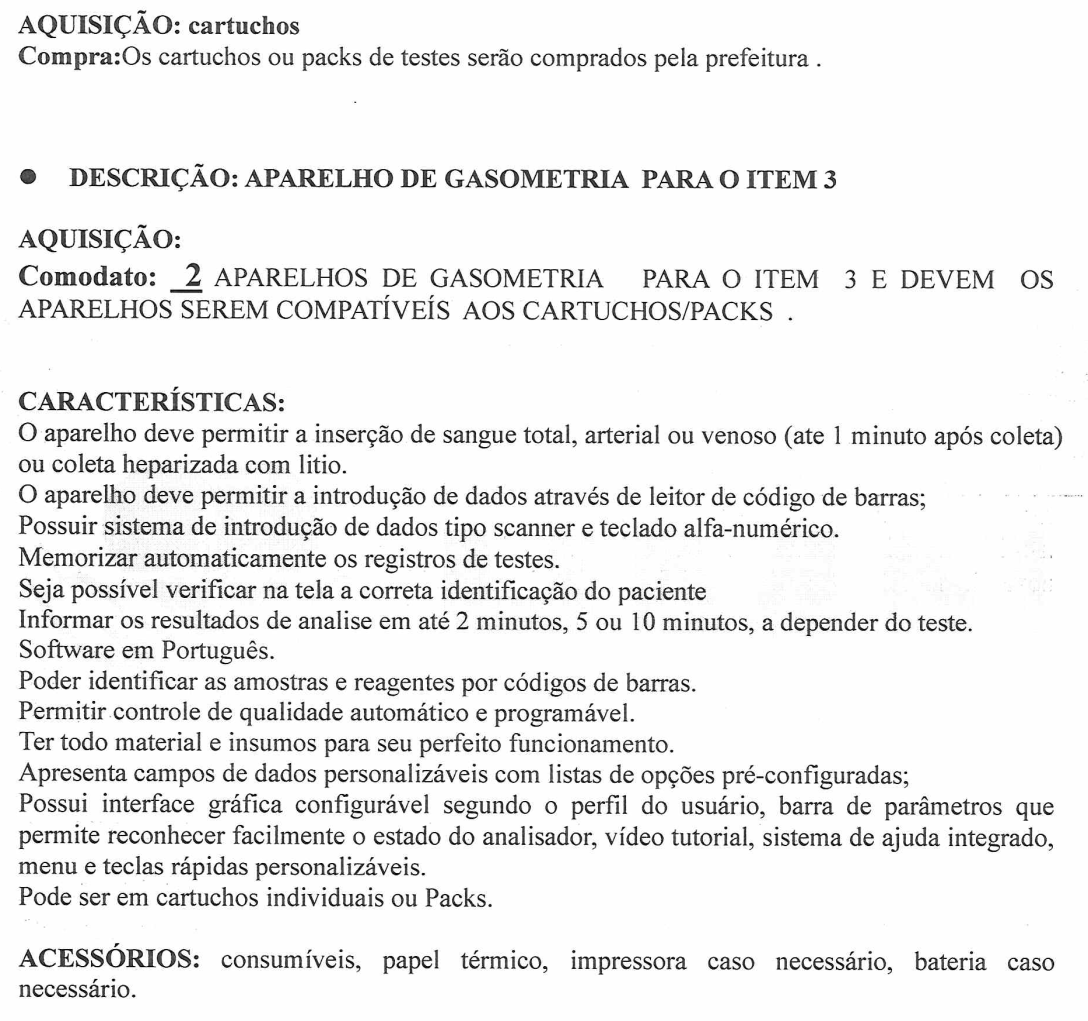 AQUISIÇÃO: cartuchos
Compra:Os cartuchos ou packs de testes serão comprados pela prefeitura .
● DESCRIÇÃO: APARELHO DE GASOMETRIA PARA O ITEM 3
AQUISIÇÃO:
Comodato: 2 APARELHOS DE GASOMETRIA PARA O ITEM 3 E DEVEM OS
APARELHOS SEREM COMPATÍVEÍS AOS CARTUCHOS/PACKS .
CARACTERÍSTICAS:
O aparelho deve permitir a inserção de sangue total, arterial ou venoso (ate 1 minuto após coleta)
ou coleta heparizada com litio.
O aparelho deve permitir a introdução de dados através de leitor de código de barras;
Possuir sistema de introdução de dados tipo scanner e teclado alfa-numérico.
Memorizar automaticamente os registros de testes.
Seja possível verificar na tela a correta identificação do paciente
Informar os resultados de analise em até 2 minutos, 5 ou 10 minutos, a depender do teste.
Software em Português.
Poder identificar as amostras e reagentes por códigos de barras.
Permitir controle de qualidade automático e programável.
Ter todo material e insumos para seu perfeito funcionamento.
Apresenta campos de dados personalizáveis com listas de opções pré-configuradas;
Possui interface gráfica configurável segundo o perfil do usuário, barra de parâmetros que
permite reconhecer facilmente o estado do analisador, vídeo tutorial, sistema de ajuda integrado,
menu e teclas rápidas personalizáveis.
Pode ser em cartuchos individuais ou Packs.
ACESSÓRIOS: consumíveis, papel térmico, impressora caso necessário, bateria caso
necessário.